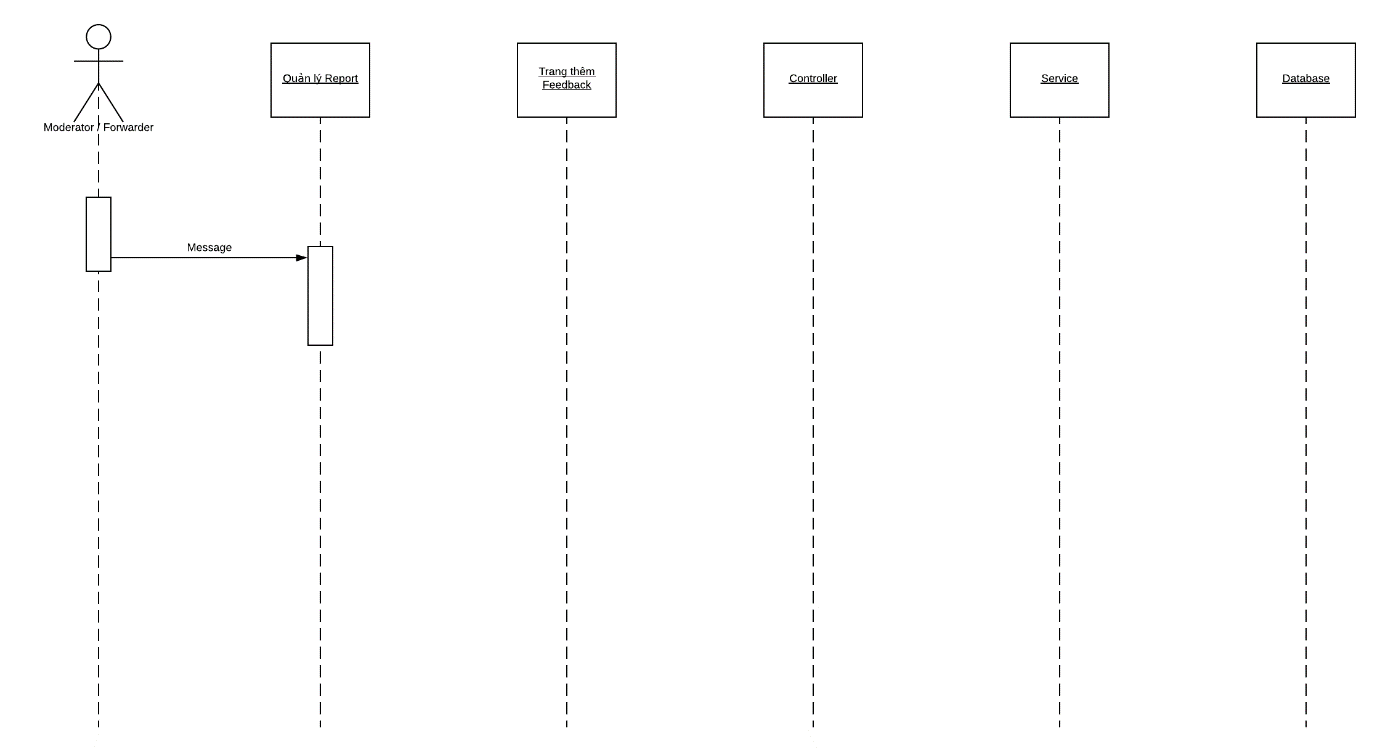 Moderator / Forwarder
Quản lý Report
Trang thêm
Feedback
Controller
Service
Database
Message